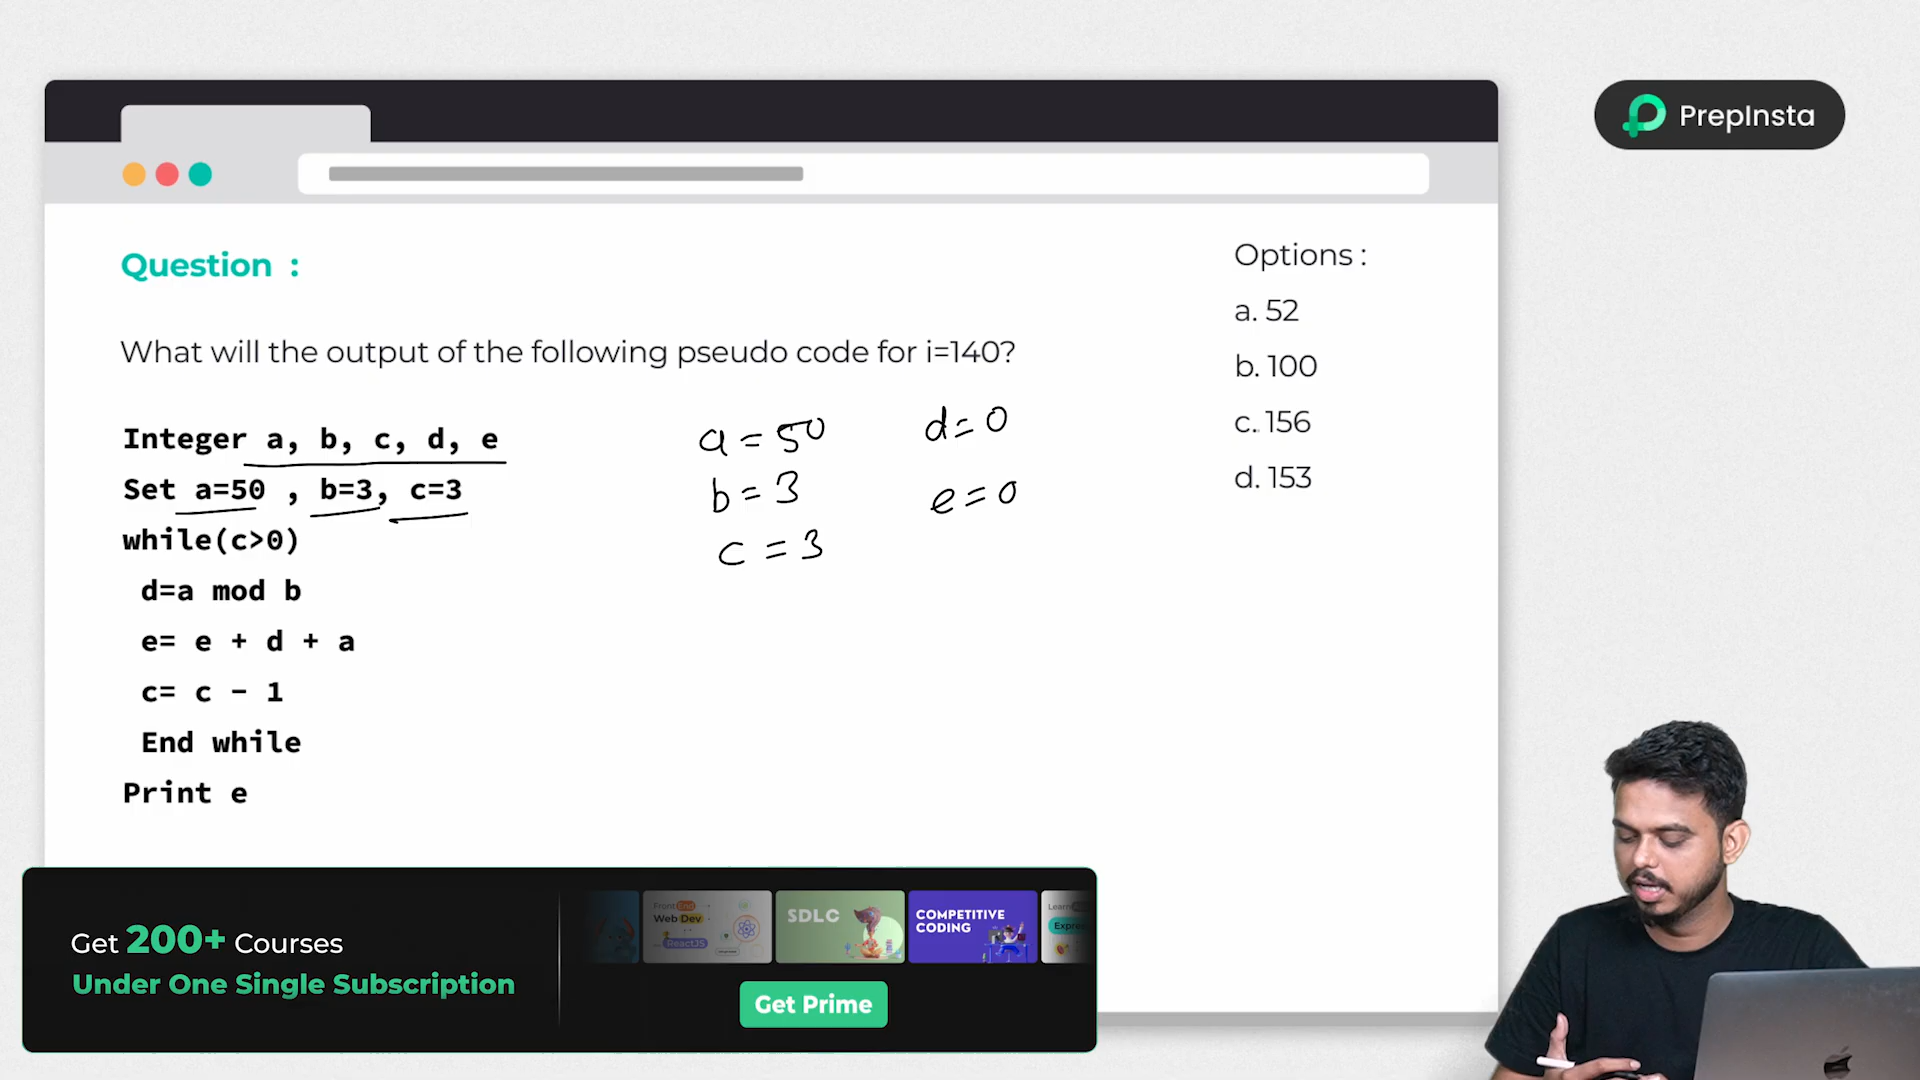 PrepInsta
Question :
What will the output of the following pseudo code for i=140?
Integer a, b, c, d, e
Set a=50 , b=3, c=3
while(c>0)
d=a mod b
e= e + d + a
c= c - 1
End while
Print e
a = 50
b = 3
c = 3
d = 0
e = 0
Options :
a. 52
b. 100
c. 156
d. 153
Get 200+ Courses
Under One Single Subscription
FrontEnd
Web Dev
ReactJS
SDLC
COMPETITIVE
CODING
Get Prime